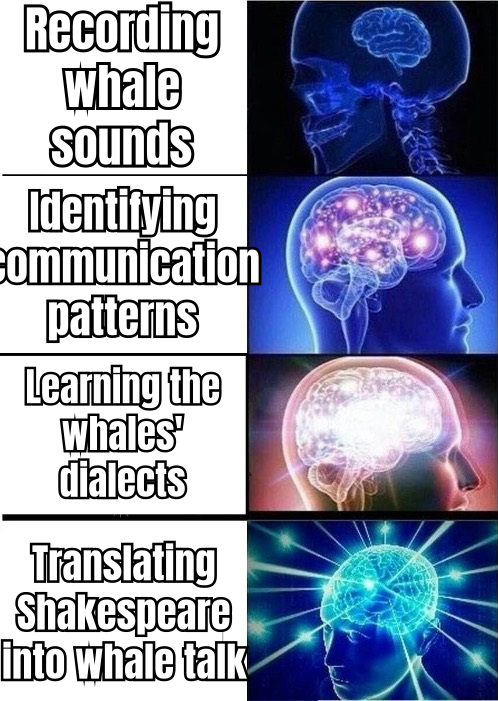 Recording
whale
sounds
Identifying
communication
patterns
Learning the
whales'
dialects
Translating
Shakespeare
into whale talk